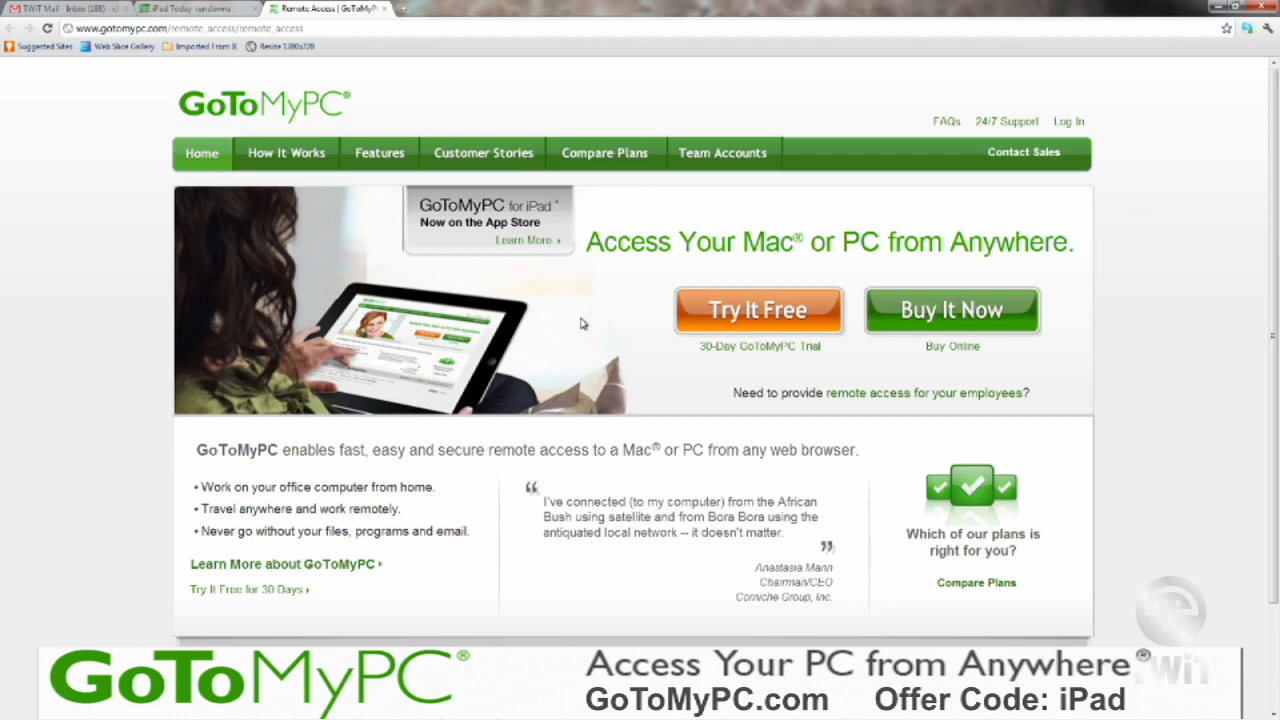 TWiT Mail - Inbox (188) - cl
iPad Today rundowns
Remote Access | GoToMyP
www.gotomypc.com/remote_access/remote_access
Suggested Sites
Web Slice Gallery
Imported From IE
Resize 1280x720
GoToMyPC®
FAQs 24/7 Support Log In
Home How It Works Features Customer Stories Compare Plans Team Accounts Contact Sales
GoToMyPC for iPad™
Now on the App Store
Learn More
Access Your Mac® or PC from Anywhere.
Try It Free Buy It Now
30-Day GoToMyPC Trial Buy Online
Need to provide remote access for your employees?
GoToMyPC enables fast, easy and secure remote access to a Mac® or PC from any web browser.
• Work on your office computer from home.
• Travel anywhere and work remotely.
• Never go without your files, programs and email.
Learn More about GoToMyPC
Try It Free for 30 Days
“
I've connected (to my computer) from the African
Bush using satellite and from Bora Bora using the
antiquated local network -- it doesn't matter.
”
Anastasia Mann
Chairman/CEO
Corniche Group, Inc.
Which of our plans is
right for you?
Compare Plans
GoToMyPC®
Access Your PC from Anywhere®
GoToMyPC.com Offer Code: iPad
TWiT